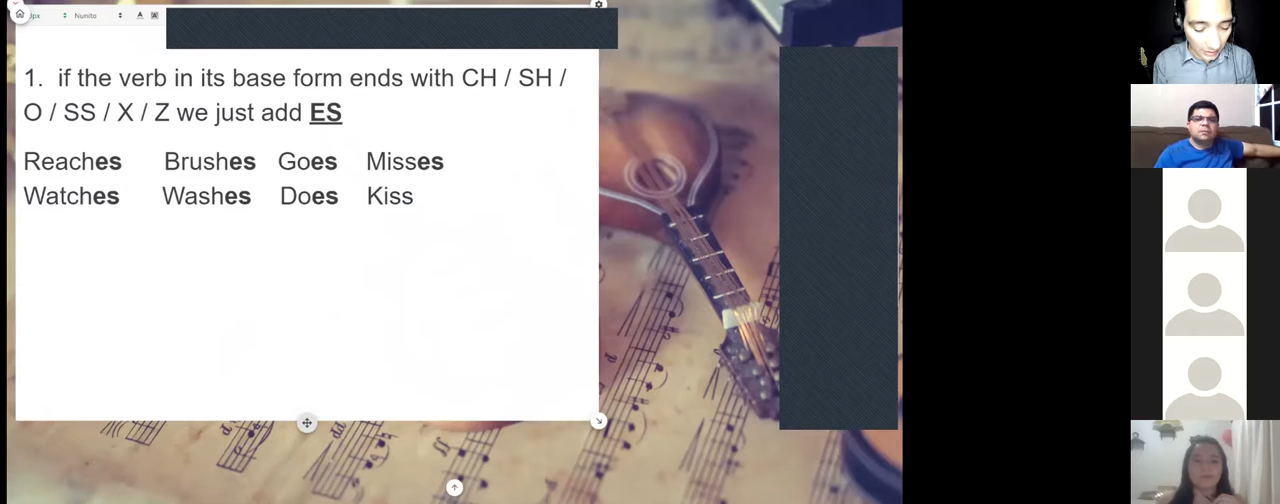 Nunito
1. if the verb in its base form ends with CH / SH /
O / SS / X / Z we just add ES
Reaches Brushes Goes Misses
Watches Washes Does Kiss